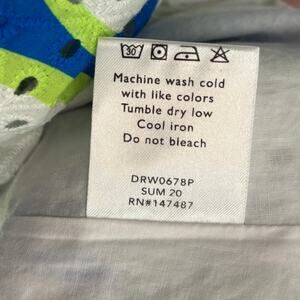 30
Machine wash cold
with like colors
Tumble dry low
Cool iron
Do not bleach
DRW0678P
SUM 20
RN#147487